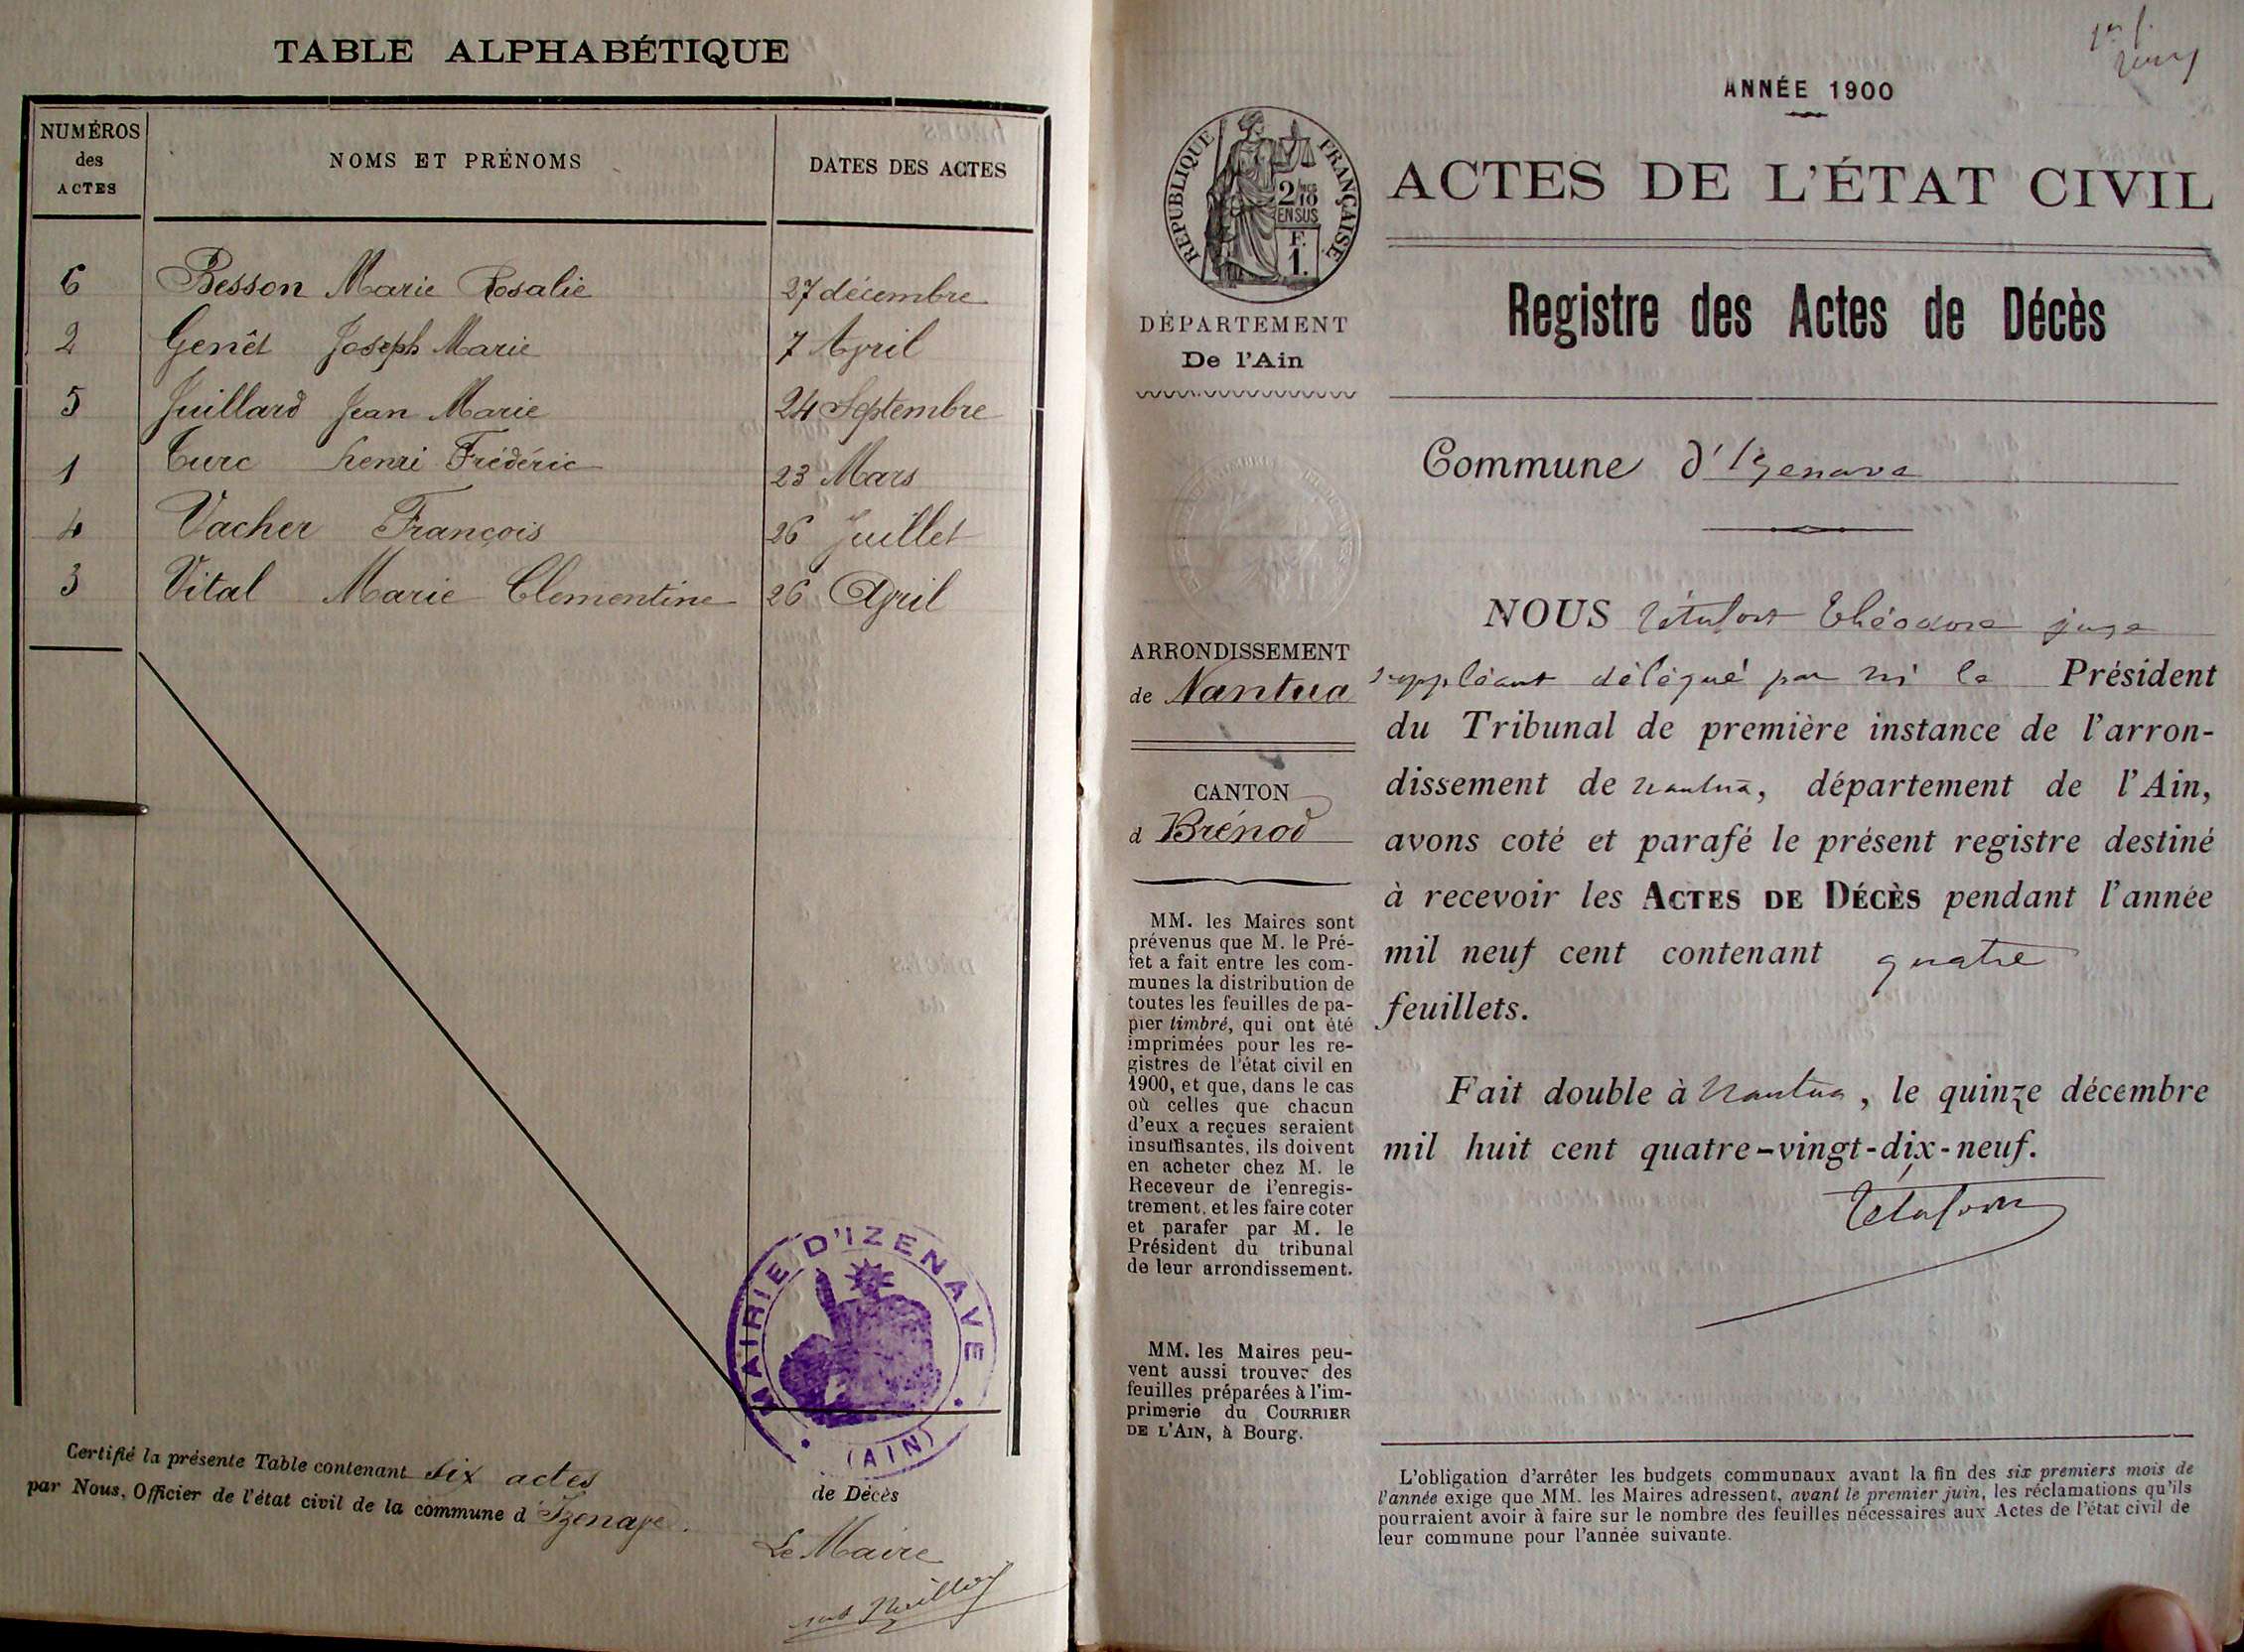 TABLE ALPHABÉTIQUE
NUMÉROS des ACTES
NOMS ET PRÉNOMS
DATES DES ACTES
6 Besson Marie Rosalie 27 décembre
2 Genêt Joseph Marie 7 Avril
5 Juillard Jean Marie 24 Septembre
1 Turc henri Frédéric 23 Mars
4 Vacher François 26 Juillet
3 Vital Marie Clementine 26 Avril
MAIRIE D'IZENAVE
(AIN)
Certifié la présente Table contenant six actes
de Décès
par Nous, Officier de l'état civil de la commune d'Izenave.
Le Maire
ANNÉE 1900
RÉPUBLIQUE FRANÇAISE
2/10
EN SUS
F.
1.
ACTES DE L'ÉTAT CIVIL
Registre des Actes de Décès
DÉPARTEMENT
De l'Ain
Commune d'Izenave
ARRONDISSEMENT
de Nantua
CANTON
d Brénod
MM. les Maires sont
prévenus que M. le Pré-
fet a fait entre les com-
munes la distribution de
toutes les feuilles de pa-
pier timbré, qui ont été
imprimées pour les re-
gistres de l'état civil en
1900, et que, dans le cas
où celles que chacun
d'eux a reçues seraient
insuffisantes, ils doivent
en acheter chez M. le
Receveur de l'enregis-
trement, et les faire coter
et parafer par M. le
Président du tribunal
de leur arrondissement.
MM. les Maires peu-
vent aussi trouver des
feuilles préparées à l'im-
primerie du COURRIER
DE L'AIN, à Bourg.
NOUS Théodore juge
suppléant délégué par Mr le Président
du Tribunal de première instance de l'arron-
dissement de Nantua, département de l'Ain,
avons coté et parafé le présent registre destiné
à recevoir les ACTES DE DÉCÈS pendant l'année
mil neuf cent contenant quatre
feuillets.
Fait double à Nantua, le quinze décembre
mil huit cent quatre-vingt-dix-neuf.
L'obligation d'arrêter les budgets communaux avant la fin des six premiers mois de
l'année exige que MM. les Maires adressent, avant le premier juin, les réclamations qu'ils
pourraient avoir à faire sur le nombre des feuilles nécessaires aux Actes de l'état civil de
leur commune pour l'année suivante.